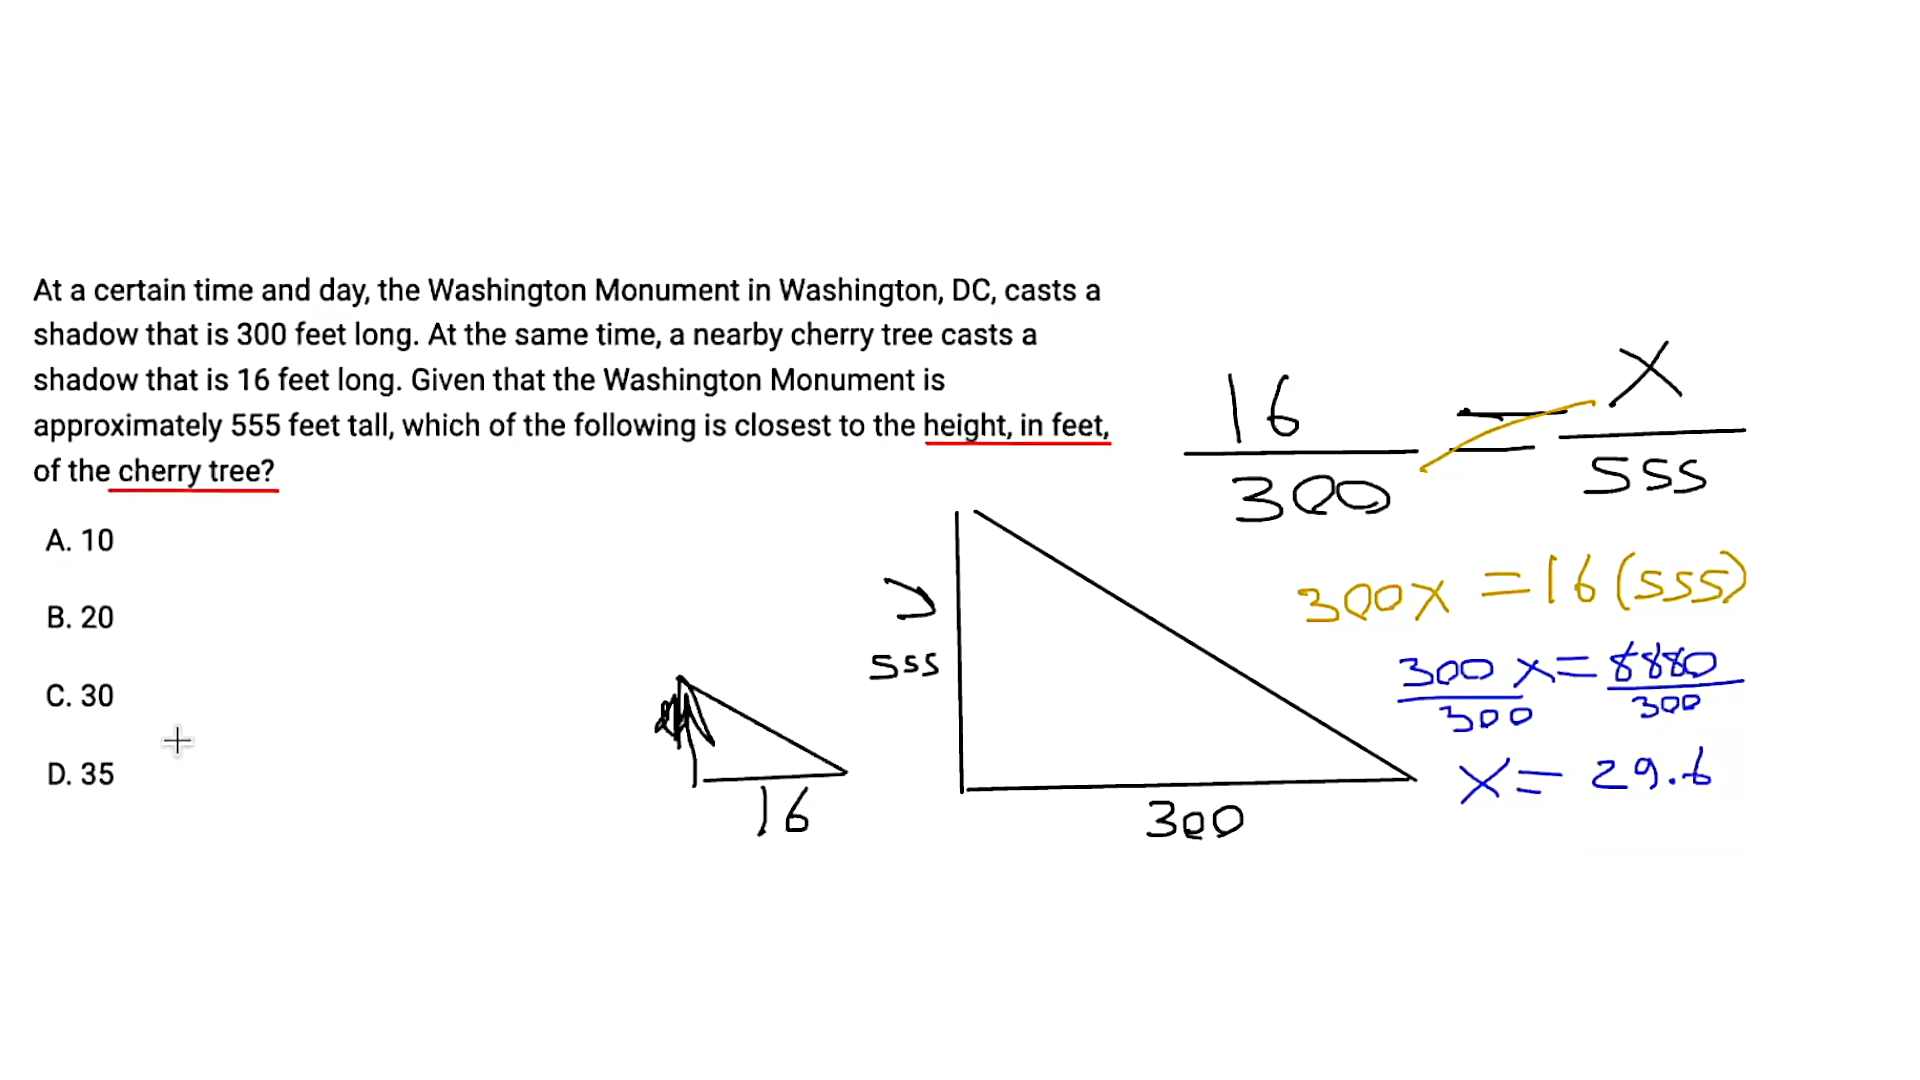 At a certain time and day, the Washington Monument in Washington, DC, casts a
shadow that is 300 feet long. At the same time, a nearby cherry tree casts a
shadow that is 16 feet long. Given that the Washington Monument is
approximately 555 feet tall, which of the following is closest to the height, in feet,
of the cherry tree?
A. 10
B. 20
C. 30
D. 35
16
300
555
300
16/300 = x/555
300x = 16(555)
300x/300 = 8880/300
x = 29.6